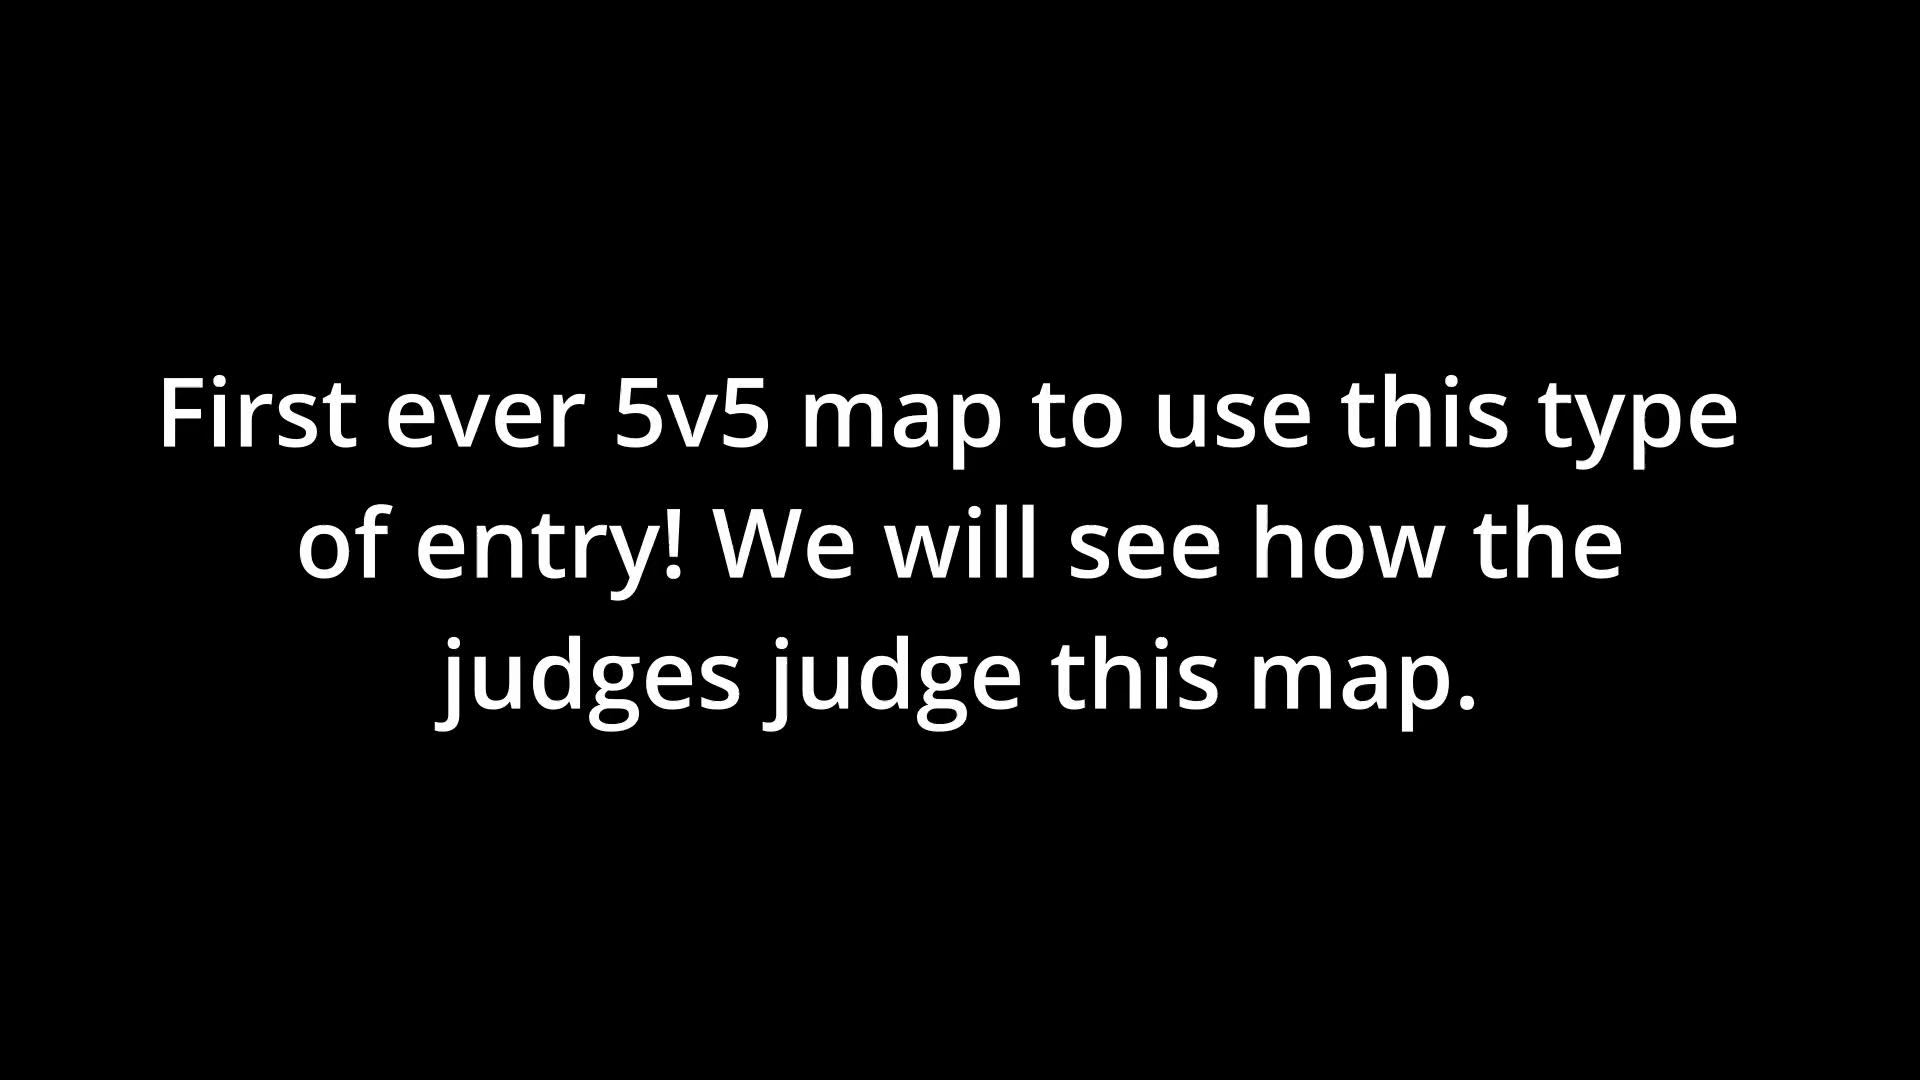 First ever 5v5 map to use this type
of entry! We will see how the
judges judge this map.